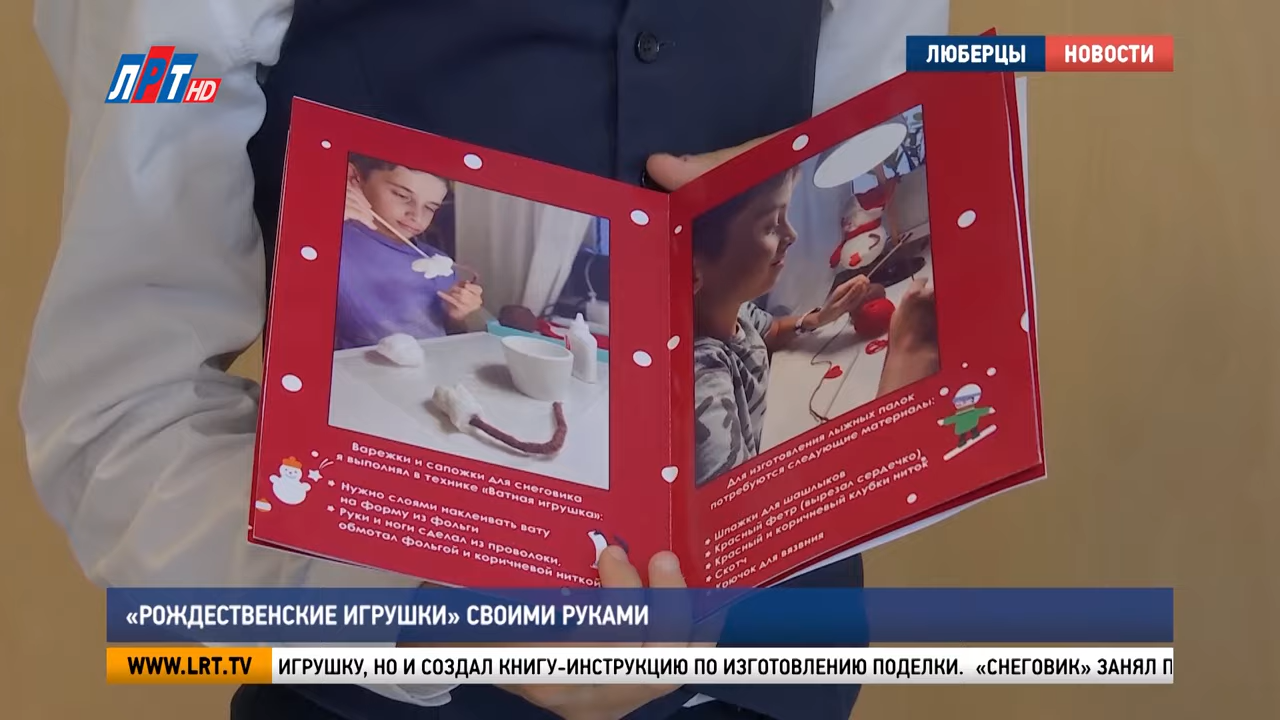 ЛРТ HD
ЛЮБЕРЦЫ НОВОСТИ
Варежки и сапожки для снеговика
я выполнял в технике «Ватная игрушка»:
• Нужно слоями наклеивать вату
на форму из фольги
• Руки и ноги сделал из проволоки,
обмотал фольгой и коричневой ниткой
Для изготовления лыжных палок
потребуются следующие материалы:
• Шпажки для шашлыков
• Красный фетр (вырезал сердечко)
• Красный и коричневый клубки ниток
• Скотч
• Крючок для вязания
«РОЖДЕСТВЕНСКИЕ ИГРУШКИ» СВОИМИ РУКАМИ
WWW.LRT.TV ИГРУШКУ, НО И СОЗДАЛ КНИГУ-ИНСТРУКЦИЮ ПО ИЗГОТОВЛЕНИЮ ПОДЕЛКИ. «СНЕГОВИК» ЗАНЯЛ П